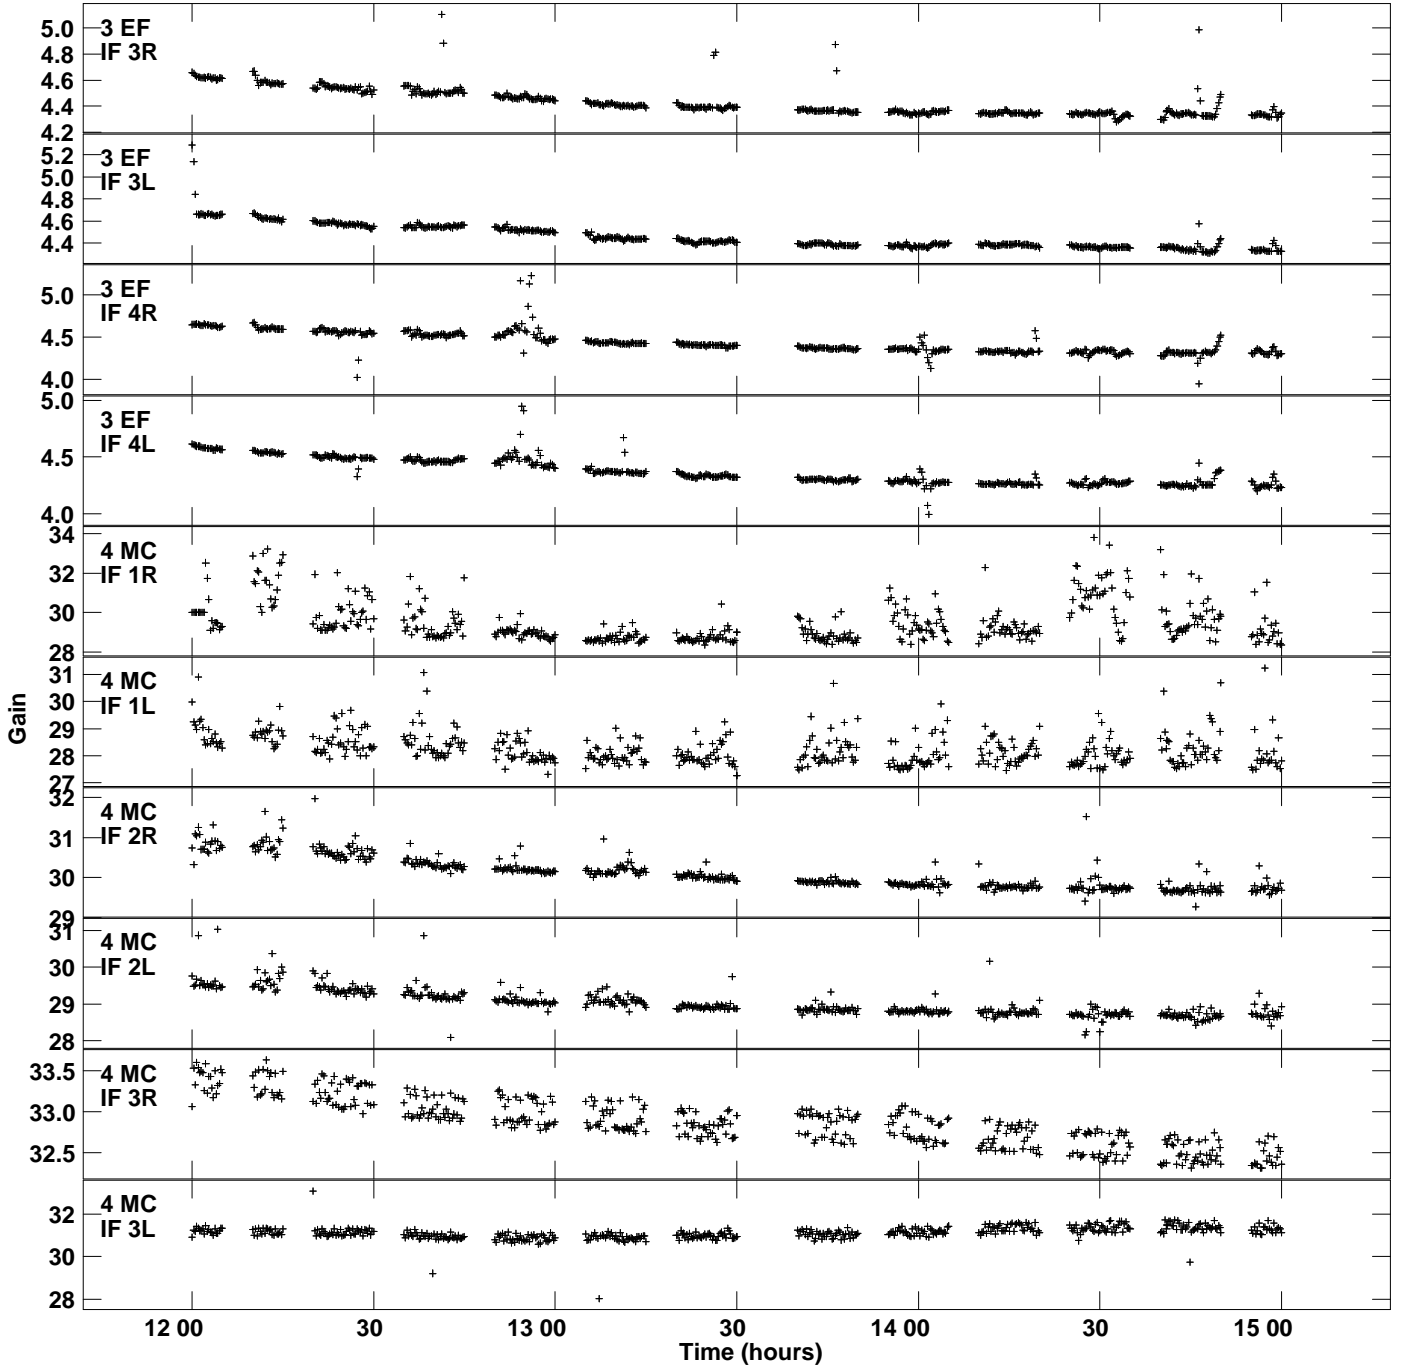 3 EF
IF 3R
5.0
4.8
4.6
4.4
4.2
3 EF
IF 3L
5.2
5.0
4.8
4.6
4.4
3 EF
IF 4R
5.0
4.5
4.0
3 EF
IF 4L
5.0
4.5
4.0
4 MC
IF 1R
34
32
30
28
4 MC
IF 1L
31
30
29
28
27
4 MC
IF 2R
32
31
30
29
4 MC
IF 2L
31
30
29
28
4 MC
IF 3R
33.5
33.0
32.5
4 MC
IF 3L
32
30
28
Gain
12 00 30 13 00 30 14 00 30 15 00
Time (hours)